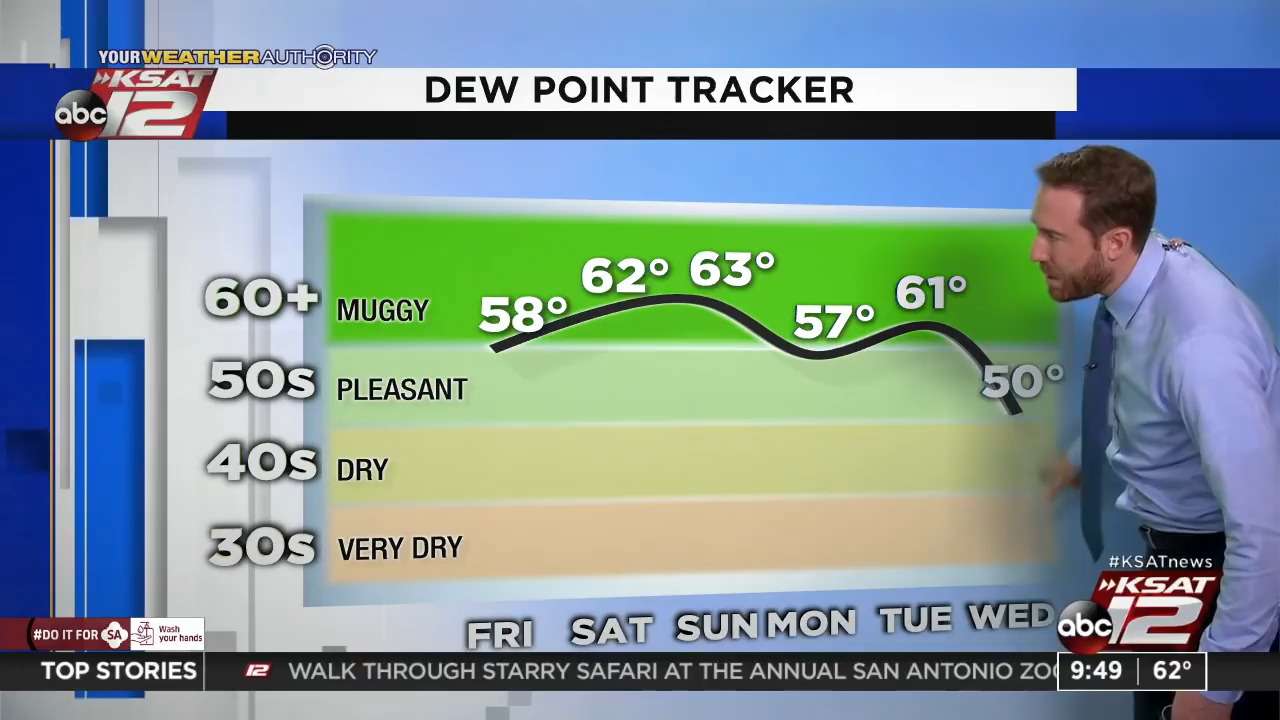 YOUR WEATHER AUTHORITY
KSAT
abc 12
DEW POINT TRACKER
62° 63°
58° 57° 61°
60+ MUGGY
50s PLEASANT
50°
40s DRY
30s VERY DRY
FRI SAT SUN MON TUE WED
#KSATnews
KSAT
abc 12
#DO IT FOR SA
Wash
your hands
TOP STORIES 12 WALK THROUGH STARRY SAFARI AT THE ANNUAL SAN ANTONIO ZOO
9:49 62°